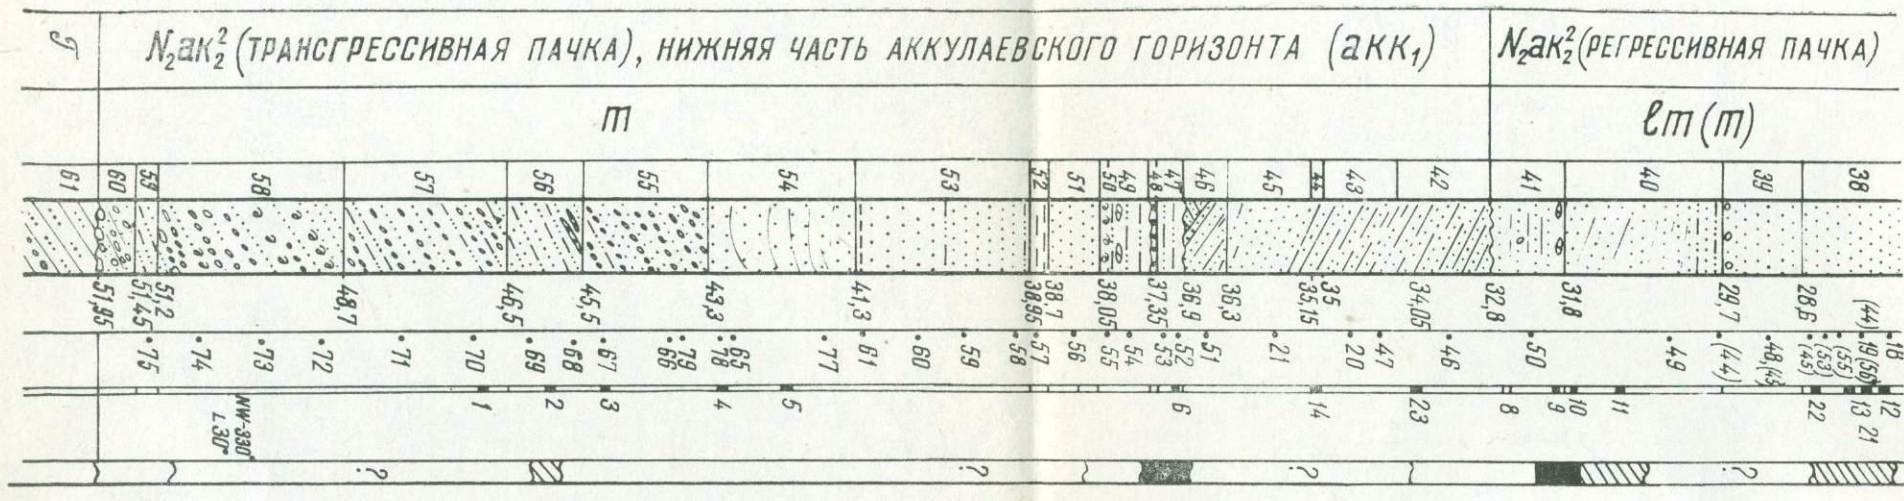 N₂ак₂² (ТРАНСГРЕССИВНАЯ ПАЧКА), НИЖНЯЯ ЧАСТЬ АККУЛАЕВСКОГО ГОРИЗОНТА (акк₁) N₂ак₂² (РЕГРЕССИВНАЯ ПАЧКА)
m ℓm (m)
61 60 59 58 57 56 55 54 53 52 51 50 49 48 47 46 45 44 43 42 41 40 39 38
51,95 51,45 51,2 48,7 46,5 45,5 43,3 41,3 38,95 38,7 38,05 37,35 36,9 36,3 35,15 35 34,05 32,8 31,8 29,7 28,6
75 74 73 72 71 70 69 68 67 66 79 78 65 77 61 60 59 58 57 56 55 54 53 52 51 21 20 47 46 50 49 (44) 48 (43) (45) (53) (55) (44) 19 (56) 18
1 2 3 4 5 6 14 23 8 9 10 11 22 13 21 12
NW-330°
∠30°
? ? ? ? ?